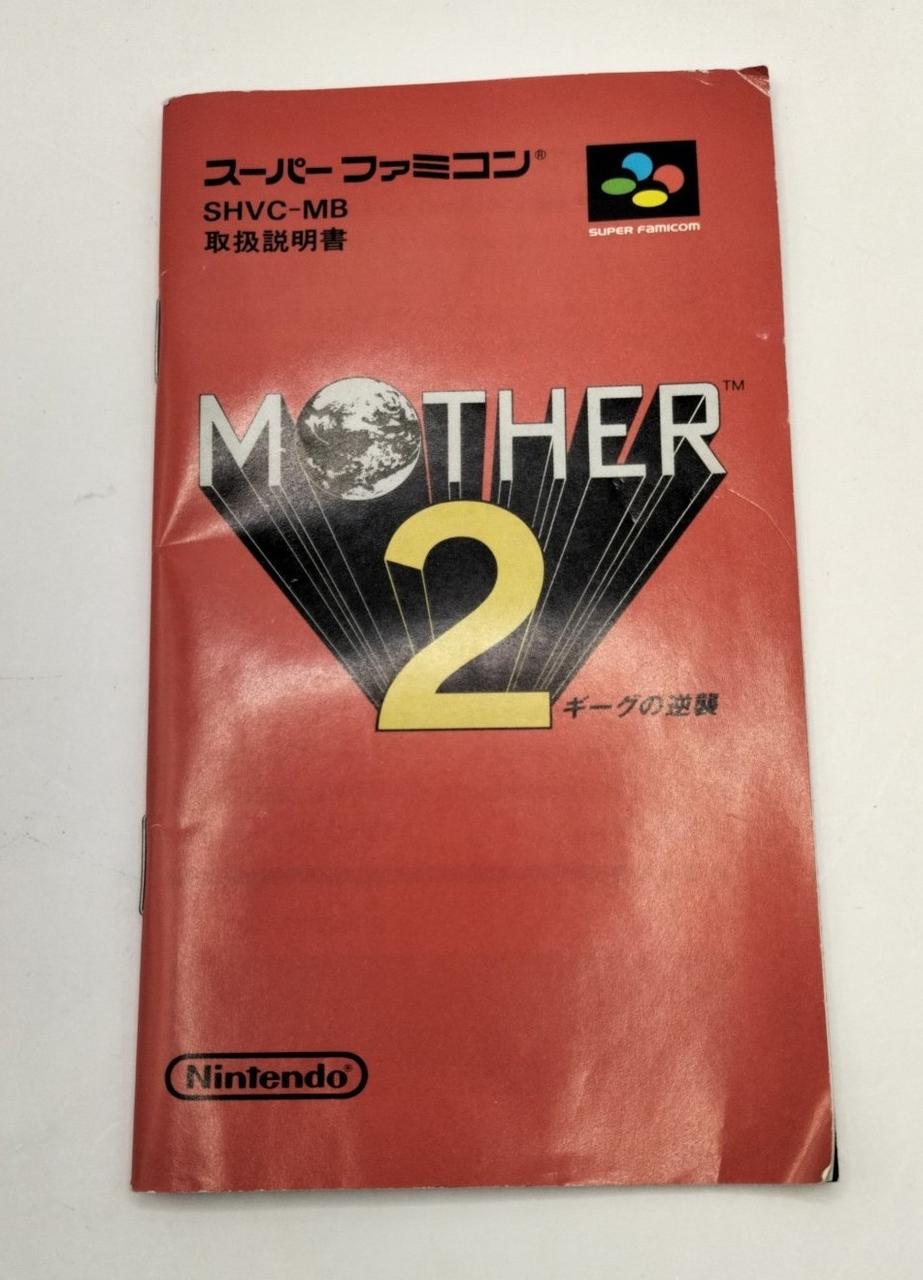 スーパーファミコン®
SHVC-MB
取扱説明書
SUPER FAMICOM
MOTHER™
2
ギーグの逆襲
Nintendo®